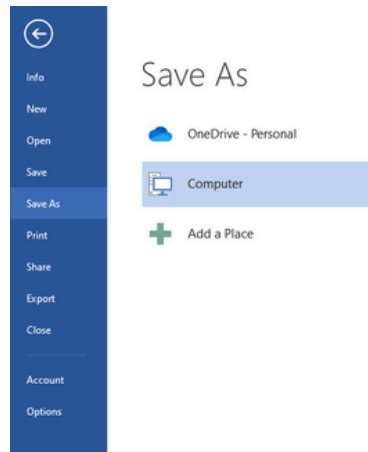 Info
New
Open
Save
Save As
Print
Share
Export
Close
Account
Options
Save As
OneDrive - Personal
Computer
Add a Place